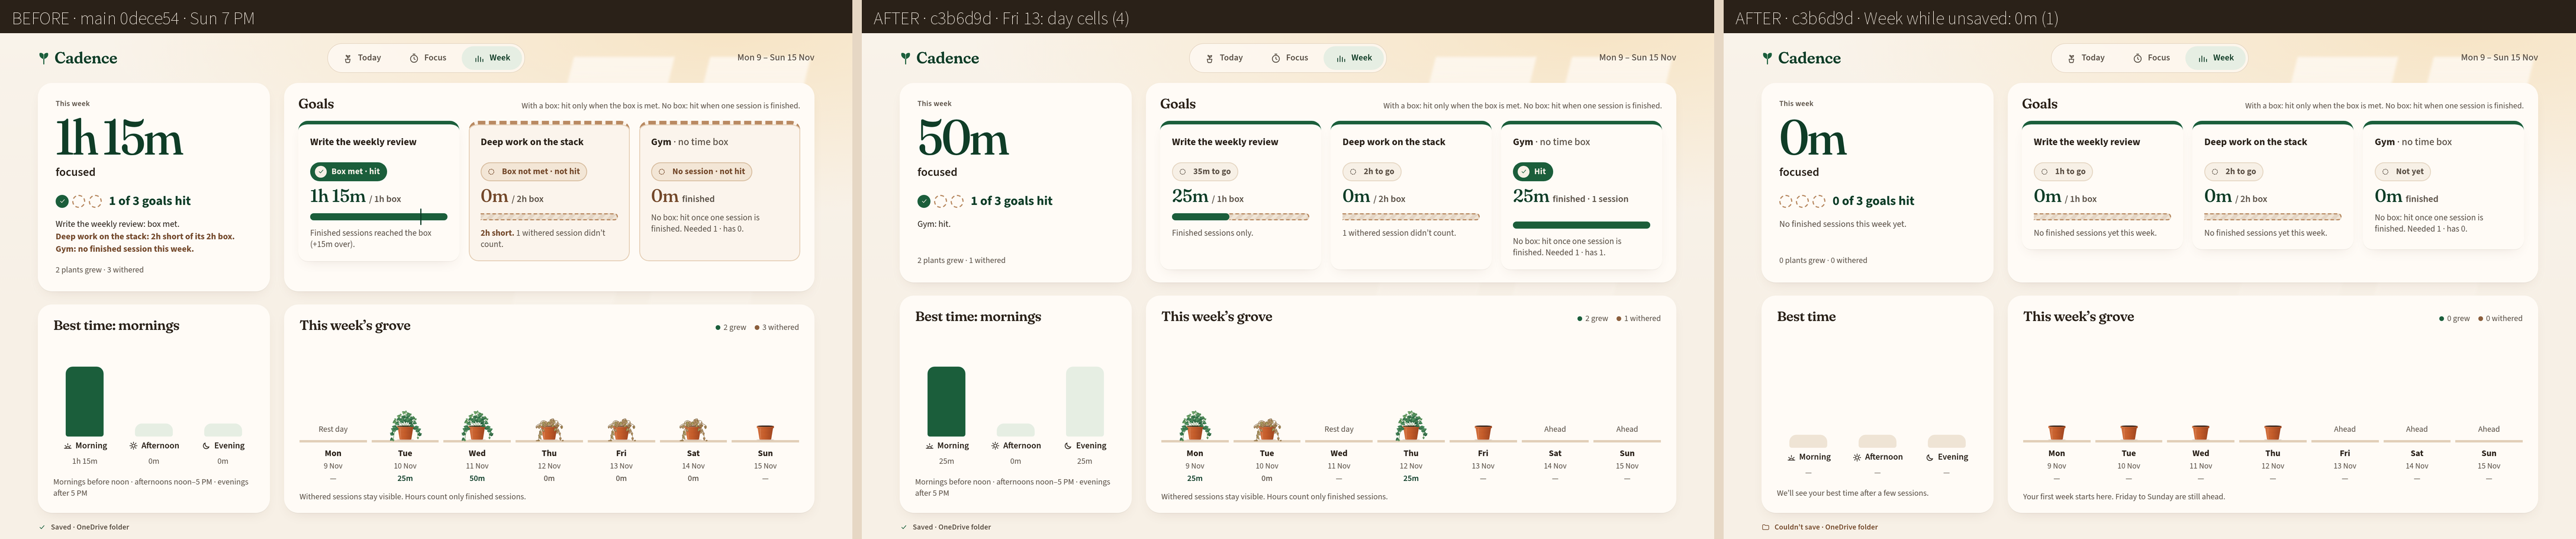 BEFORE · main 0dece54 · Sun 7 PM
Cadence
Today
Focus
Week
Mon 9 – Sun 15 Nov
This week
1h 15m
focused
1 of 3 goals hit
Write the weekly review: box met.
Deep work on the stack: 2h short of its 2h box.
Gym: no finished session this week.
2 plants grew · 3 withered
Goals
With a box: hit only when the box is met. No box: hit when one session is finished.
Write the weekly review
Box met · hit
1h 15m / 1h box
Finished sessions reached the box
(+15m over).
Deep work on the stack
Box not met · not hit
0m / 2h box
2h short. 1 withered session didn't
count.
Gym · no time box
No session · not hit
0m finished
No box: hit once one session is
finished. Needed 1 · has 0.
Best time: mornings
Morning
Afternoon
Evening
1h 15m
0m
0m
Mornings before noon · afternoons noon–5 PM · evenings
after 5 PM
This week's grove
2 grew
3 withered
Rest day
Mon
Tue
Wed
Thu
Fri
Sat
Sun
9 Nov
10 Nov
11 Nov
12 Nov
13 Nov
14 Nov
15 Nov
—
25m
50m
0m
0m
0m
—
Withered sessions stay visible. Hours count only finished sessions.
Saved · OneDrive folder
AFTER · c3b6d9d · Fri 13: day cells (4)
Cadence
Today
Focus
Week
Mon 9 – Sun 15 Nov
This week
50m
focused
1 of 3 goals hit
Gym: hit.
2 plants grew · 1 withered
Goals
With a box: hit only when the box is met. No box: hit when one session is finished.
Write the weekly review
35m to go
25m / 1h box
Finished sessions only.
Deep work on the stack
2h to go
0m / 2h box
1 withered session didn't count.
Gym · no time box
Hit
25m finished · 1 session
No box: hit once one session is
finished. Needed 1 · has 1.
Best time: mornings
Morning
Afternoon
Evening
25m
0m
25m
Mornings before noon · afternoons noon–5 PM · evenings
after 5 PM
This week's grove
2 grew
1 withered
Rest day
Ahead
Ahead
Mon
Tue
Wed
Thu
Fri
Sat
Sun
9 Nov
10 Nov
11 Nov
12 Nov
13 Nov
14 Nov
15 Nov
25m
0m
—
25m
—
—
—
Withered sessions stay visible. Hours count only finished sessions.
Saved · OneDrive folder
AFTER · c3b6d9d · Week while unsaved: 0m (1)
Cadence
Today
Focus
Week
Mon 9 – Sun 15 Nov
This week
0m
focused
0 of 3 goals hit
No finished sessions this week yet.
0 plants grew · 0 withered
Goals
With a box: hit only when the box is met. No box: hit when one session is finished.
Write the weekly review
1h to go
0m / 1h box
No finished sessions yet this week.
Deep work on the stack
2h to go
0m / 2h box
No finished sessions yet this week.
Gym · no time box
Not yet
0m finished
No box: hit once one session is
finished. Needed 1 · has 0.
Best time
Morning
Afternoon
Evening
—
—
—
We'll see your best time after a few sessions.
This week's grove
0 grew
0 withered
Ahead
Ahead
Ahead
Mon
Tue
Wed
Thu
Fri
Sat
Sun
9 Nov
10 Nov
11 Nov
12 Nov
13 Nov
14 Nov
15 Nov
—
—
—
—
—
—
—
Your first week starts here. Friday to Sunday are still ahead.
Couldn't save · OneDrive folder